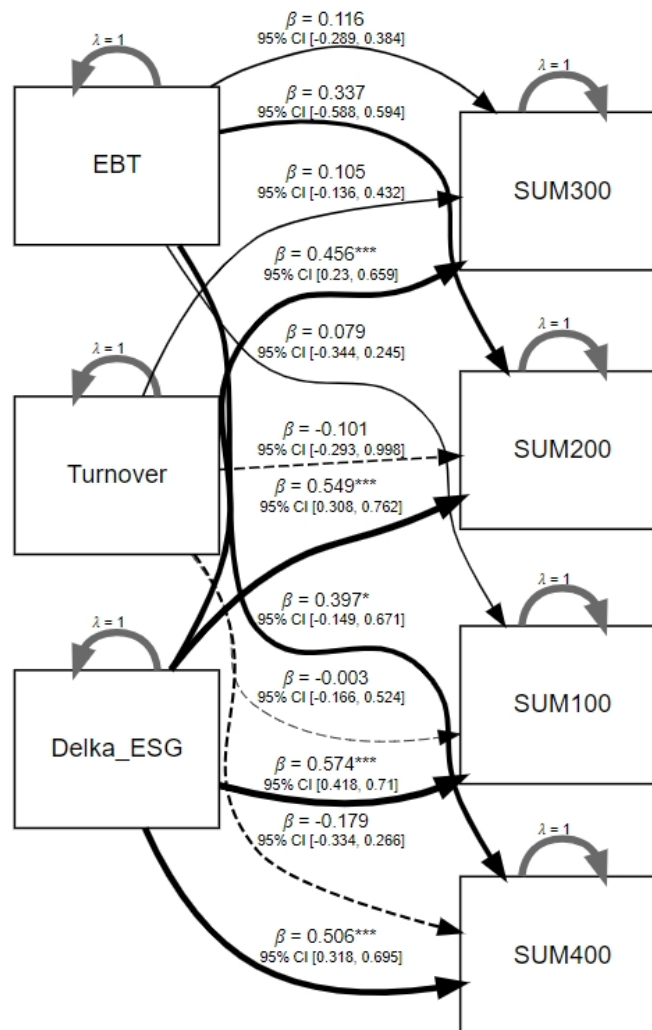 β = 0.116
95% CI [-0.289, 0.384]
λ = 1
λ = 1
β = 0.337
95% CI [-0.588, 0.594]
EBT
SUM300
β = 0.105
95% CI [-0.136, 0.432]
β = 0.456***
95% CI [0.23, 0.659]
λ = 1
λ = 1
β = 0.079
95% CI [-0.344, 0.245]
β = -0.101
95% CI [-0.293, 0.998]
Turnover
SUM200
β = 0.549***
95% CI [0.308, 0.762]
λ = 1
λ = 1
β = 0.397*
95% CI [-0.149, 0.671]
β = -0.003
95% CI [-0.166, 0.524]
Delka_ESG
SUM100
β = 0.574***
95% CI [0.418, 0.71]
β = -0.179
95% CI [-0.334, 0.266]
λ = 1
β = 0.506***
95% CI [0.318, 0.695]
SUM400